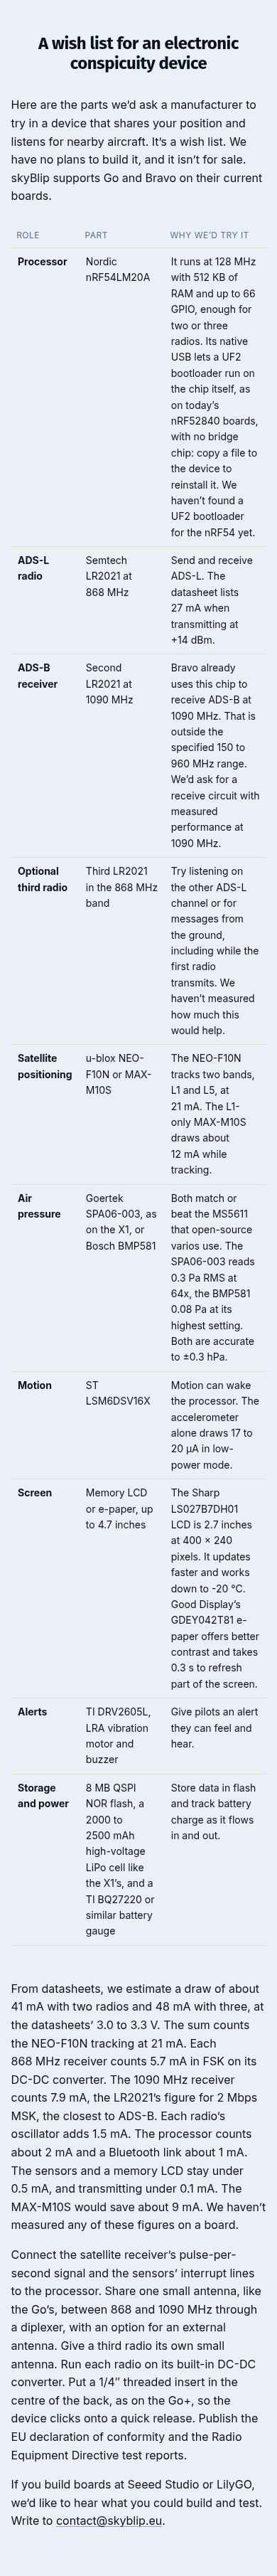 A wish list for an electronic
conspicuity device
Here are the parts we’d ask a manufacturer to
try in a device that shares your position and
listens for nearby aircraft. It’s a wish list. We
have no plans to build it, and it isn’t for sale.
skyBlip supports Go and Bravo on their current
boards.
ROLE PART WHY WE’D TRY IT
Processor
Nordic
nRF54LM20A
It runs at 128 MHz
with 512 KB of
RAM and up to 66
GPIO, enough for
two or three
radios. Its native
USB lets a UF2
bootloader run on
the chip itself, as
on today’s
nRF52840 boards,
with no bridge
chip: copy a file to
the device to
reinstall it. We
haven’t found a
UF2 bootloader
for the nRF54 yet.
ADS-L
radio
Semtech
LR2021 at
868 MHz
Send and receive
ADS-L. The
datasheet lists
27 mA when
transmitting at
+14 dBm.
ADS-B
receiver
Second
LR2021 at
1090 MHz
Bravo already
uses this chip to
receive ADS-B at
1090 MHz. That is
outside the
specified 150 to
960 MHz range.
We’d ask for a
receive circuit with
measured
performance at
1090 MHz.
Optional
third radio
Third LR2021
in the 868 MHz
band
Try listening on
the other ADS-L
channel or for
messages from
the ground,
including while the
first radio
transmits. We
haven’t measured
how much this
would help.
Satellite
positioning
u-blox NEO-
F10N or MAX-
M10S
The NEO-F10N
tracks two bands,
L1 and L5, at
21 mA. The L1-
only MAX-M10S
draws about
12 mA while
tracking.
Air
pressure
Goertek
SPA06-003, as
on the X1, or
Bosch BMP581
Both match or
beat the MS5611
that open-source
varios use. The
SPA06-003 reads
0.3 Pa RMS at
64x, the BMP581
0.08 Pa at its
highest setting.
Both are accurate
to ±0.3 hPa.
Motion
ST
LSM6DSV16X
Motion can wake
the processor. The
accelerometer
alone draws 17 to
20 µA in low-
power mode.
Screen
Memory LCD
or e-paper, up
to 4.7 inches
The Sharp
LS027B7DH01
LCD is 2.7 inches
at 400 × 240
pixels. It updates
faster and works
down to -20 °C.
Good Display’s
GDEY042T81 e-
paper offers better
contrast and takes
0.3 s to refresh
part of the screen.
Alerts
TI DRV2605L,
LRA vibration
motor and
buzzer
Give pilots an alert
they can feel and
hear.
Storage
and power
8 MB QSPI
NOR flash, a
2000 to
2500 mAh
high-voltage
LiPo cell like
the X1’s, and a
TI BQ27220 or
similar battery
gauge
Store data in flash
and track battery
charge as it flows
in and out.
From datasheets, we estimate a draw of about
41 mA with two radios and 48 mA with three, at
the datasheets’ 3.0 to 3.3 V. The sum counts
the NEO-F10N tracking at 21 mA. Each
868 MHz receiver counts 5.7 mA in FSK on its
DC-DC converter. The 1090 MHz receiver
counts 7.9 mA, the LR2021’s figure for 2 Mbps
MSK, the closest to ADS-B. Each radio’s
oscillator adds 1.5 mA. The processor counts
about 2 mA and a Bluetooth link about 1 mA.
The sensors and a memory LCD stay under
0.5 mA, and transmitting under 0.1 mA. The
MAX-M10S would save about 9 mA. We haven’t
measured any of these figures on a board.
Connect the satellite receiver’s pulse-per-
second signal and the sensors’ interrupt lines
to the processor. Share one small antenna, like
the Go’s, between 868 and 1090 MHz through
a diplexer, with an option for an external
antenna. Give a third radio its own small
antenna. Run each radio on its built-in DC-DC
converter. Put a 1/4″ threaded insert in the
centre of the back, as on the Go+, so the
device clicks onto a quick release. Publish the
EU declaration of conformity and the Radio
Equipment Directive test reports.
If you build boards at Seeed Studio or LilyGO,
we’d like to hear what you could build and test.
Write to contact@skyblip.eu.